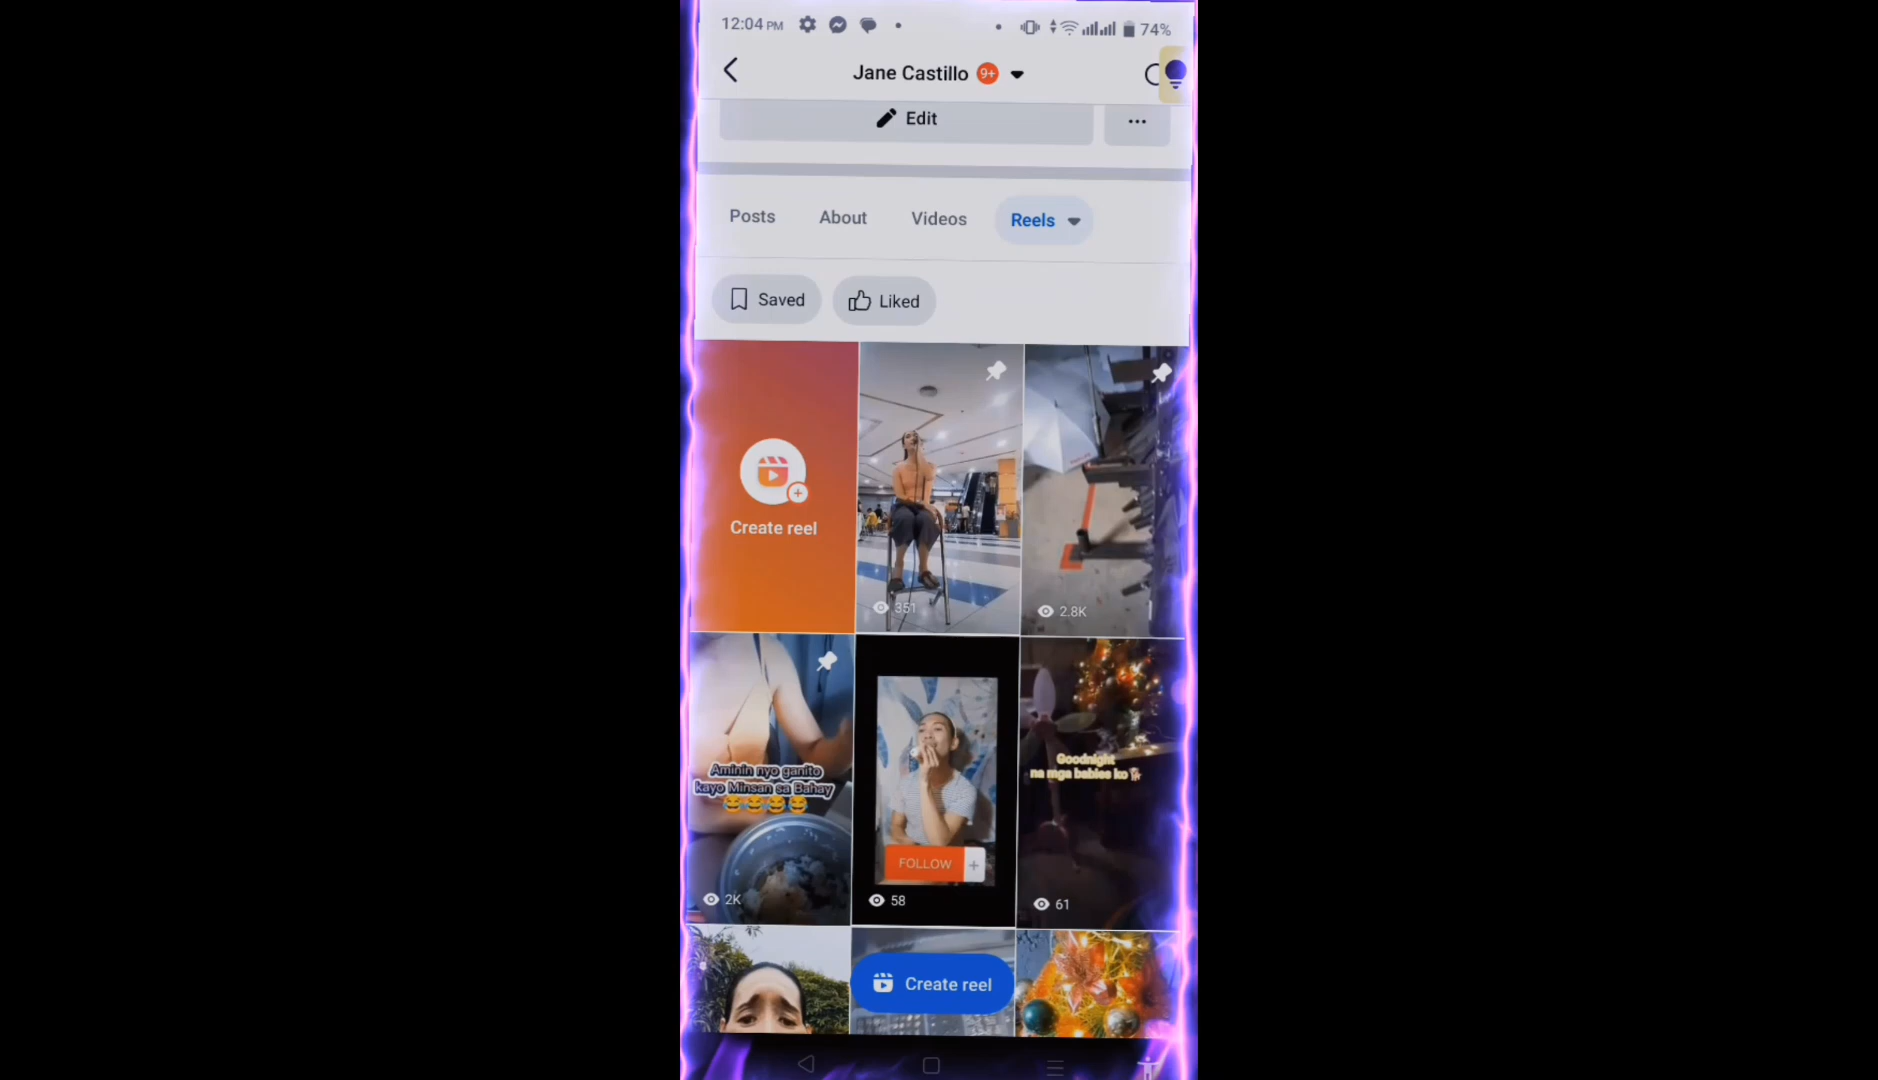 12:04 PM
74%
Jane Castillo 9+
Edit
Posts
About
Videos
Reels
Saved
Liked
Create reel
351
2.8K
Aminin nyo ganito
kayo Minsan sa Bahay
2K
FOLLOW +
58
Goodnight
na mga babies ko
61
Create reel